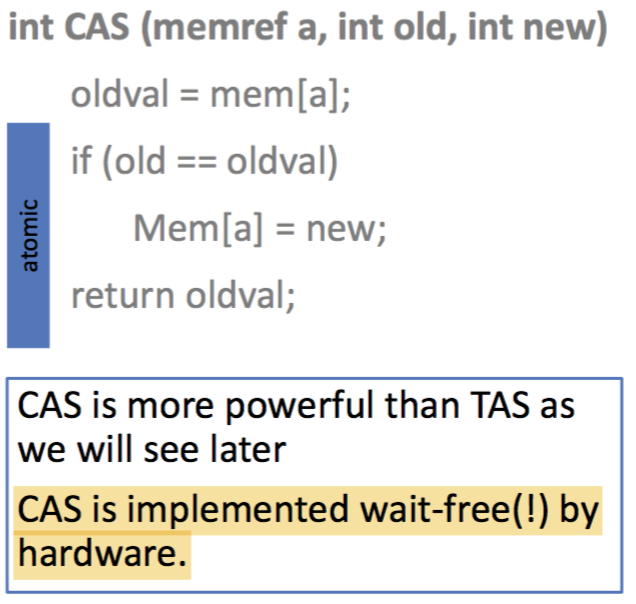 int CAS (memref a, int old, int new)
oldval = mem[a];
if (old == oldval)
Mem[a] = new;
return oldval;
atomic
CAS is more powerful than TAS as
we will see later
CAS is implemented wait-free(!) by
hardware.